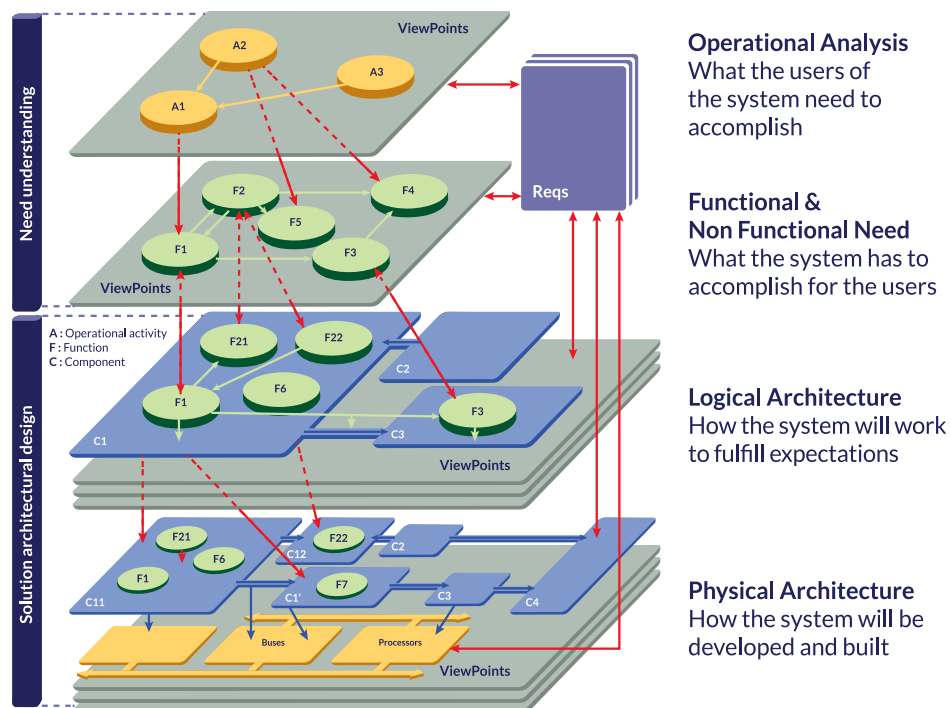 Need understanding
ViewPoints
A2
A3
A1
Reqs
Operational Analysis
What the users of
the system need to
accomplish
F2
F4
F5
F1
F3
ViewPoints
Functional &
Non Functional Need
What the system has to
accomplish for the users
Solution architectural design
A : Operational activity
F : Function
C : Component
F21
F22
F6
F1
F3
C2
C1
C3
ViewPoints
Logical Architecture
How the system will work
to fulfill expectations
F21
F6
F1
C11
F22
C12
C2
F7
C1'
C3
C4
Buses
Processors
ViewPoints
Physical Architecture
How the system will be
developed and built